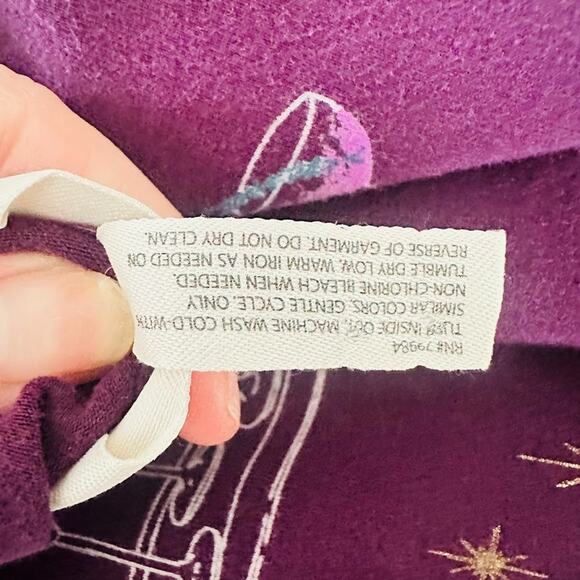 RN#79984
TURN INSIDE OUT, MACHINE WASH COLD-WITH
SIMILAR COLORS, GENTLE CYCLE. ONLY
NON-CHLORINE BLEACH WHEN NEEDED.
TUMBLE DRY LOW, WARM IRON AS NEEDED ON
REVERSE OF GARMENT. DO NOT DRY CLEAN.